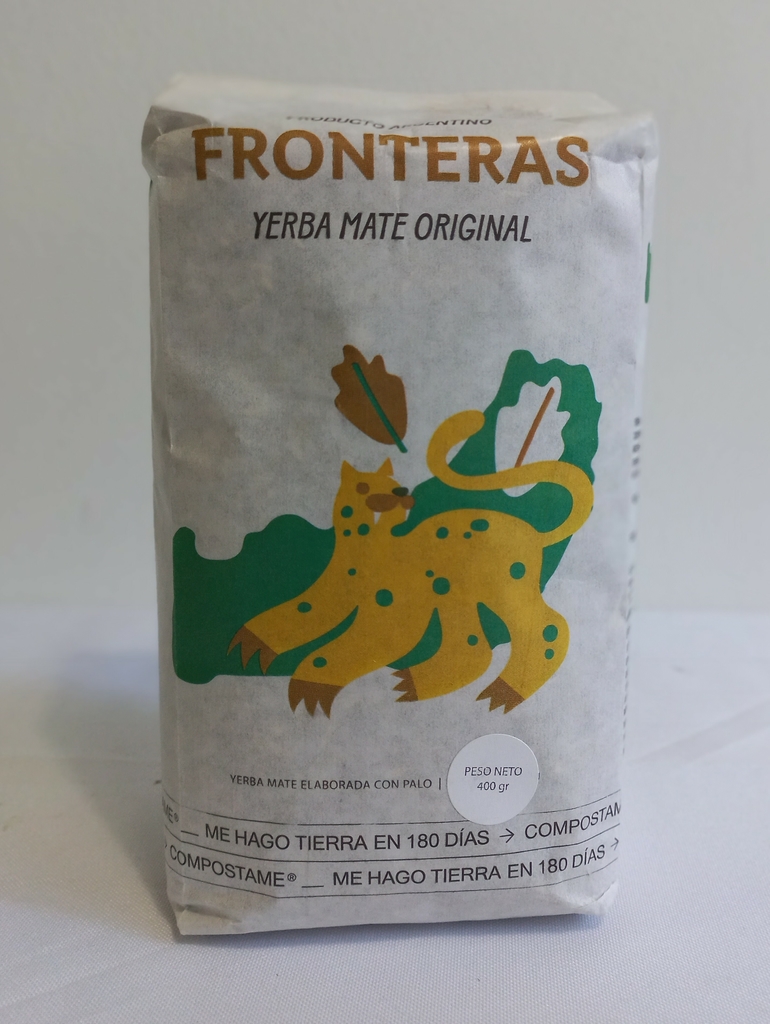 PRODUCTO ARGENTINO
FRONTERAS
YERBA MATE ORIGINAL
YERBA MATE ELABORADA CON PALO |
PESO NETO
400 gr
ME® __ ME HAGO TIERRA EN 180 DÍAS → COMPOSTAM
COMPOSTAME® __ ME HAGO TIERRA EN 180 DÍAS →